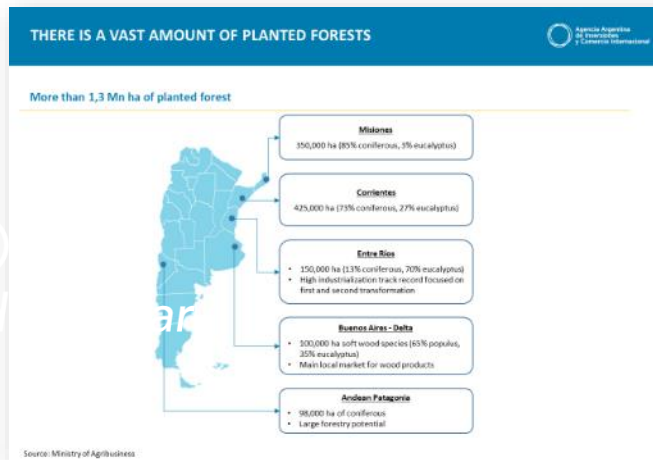 THERE IS A VAST AMOUNT OF PLANTED FORESTS
Agencia Argentina
de Inversiones
y Comercio Internacional
More than 1,3 Mn ha of planted forest
Misiones
350,000 ha (85% coniferous, 3% eucalyptus)
Corrientes
425,000 ha (73% coniferous, 27% eucalyptus)
Entre Ríos
• 150,000 ha (13% coniferous, 70% eucalyptus)
• High industrialization track record focused on
first and second transformation
Buenos Aires - Delta
• 100,000 ha soft wood species (65% populus,
35% eucalyptus)
• Main local market for wood products
Andean Patagonia
• 98,000 ha of coniferous
• Large forestry potential
Source: Ministry of Agribusiness